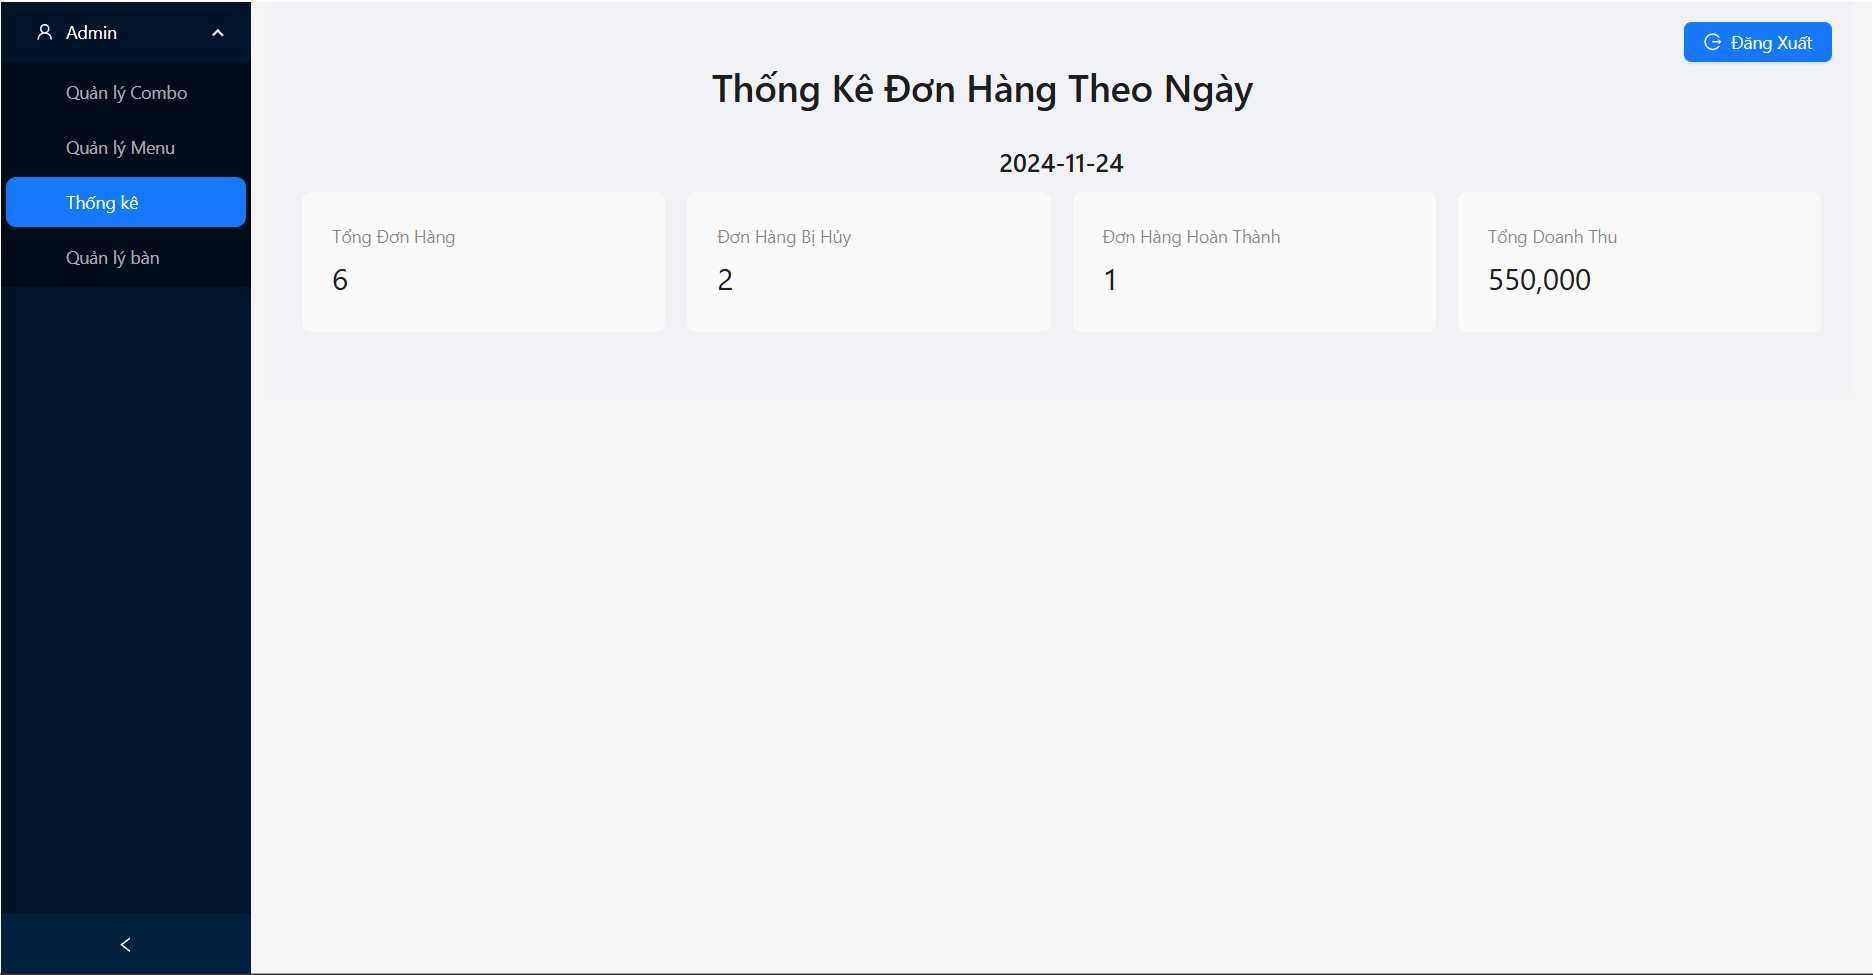 Admin
Quản lý Combo
Quản lý Menu
Thống kê
Quản lý bàn
Đăng Xuất
Thống Kê Đơn Hàng Theo Ngày
2024-11-24
Tổng Đơn Hàng
6
Đơn Hàng Bị Hủy
2
Đơn Hàng Hoàn Thành
1
Tổng Doanh Thu
550,000